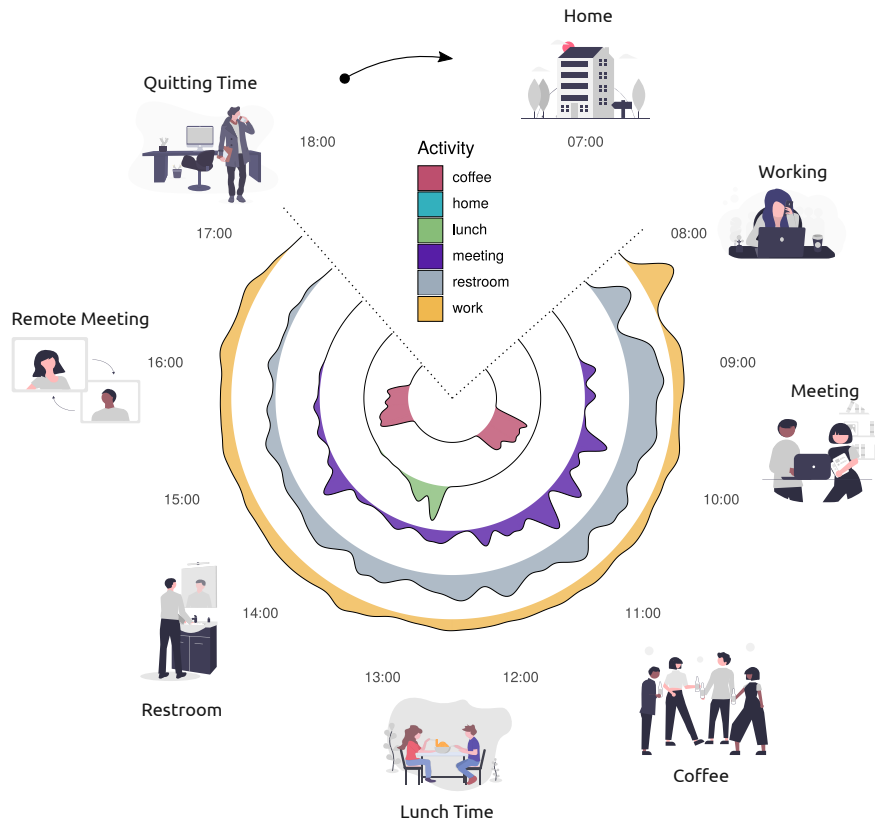 Home
Quitting Time
18:00
07:00
Activity
coffee
home
lunch
meeting
restroom
work
Working
17:00
08:00
Remote Meeting
16:00
09:00
Meeting
15:00
10:00
14:00
11:00
13:00
12:00
Restroom
Coffee
Lunch Time